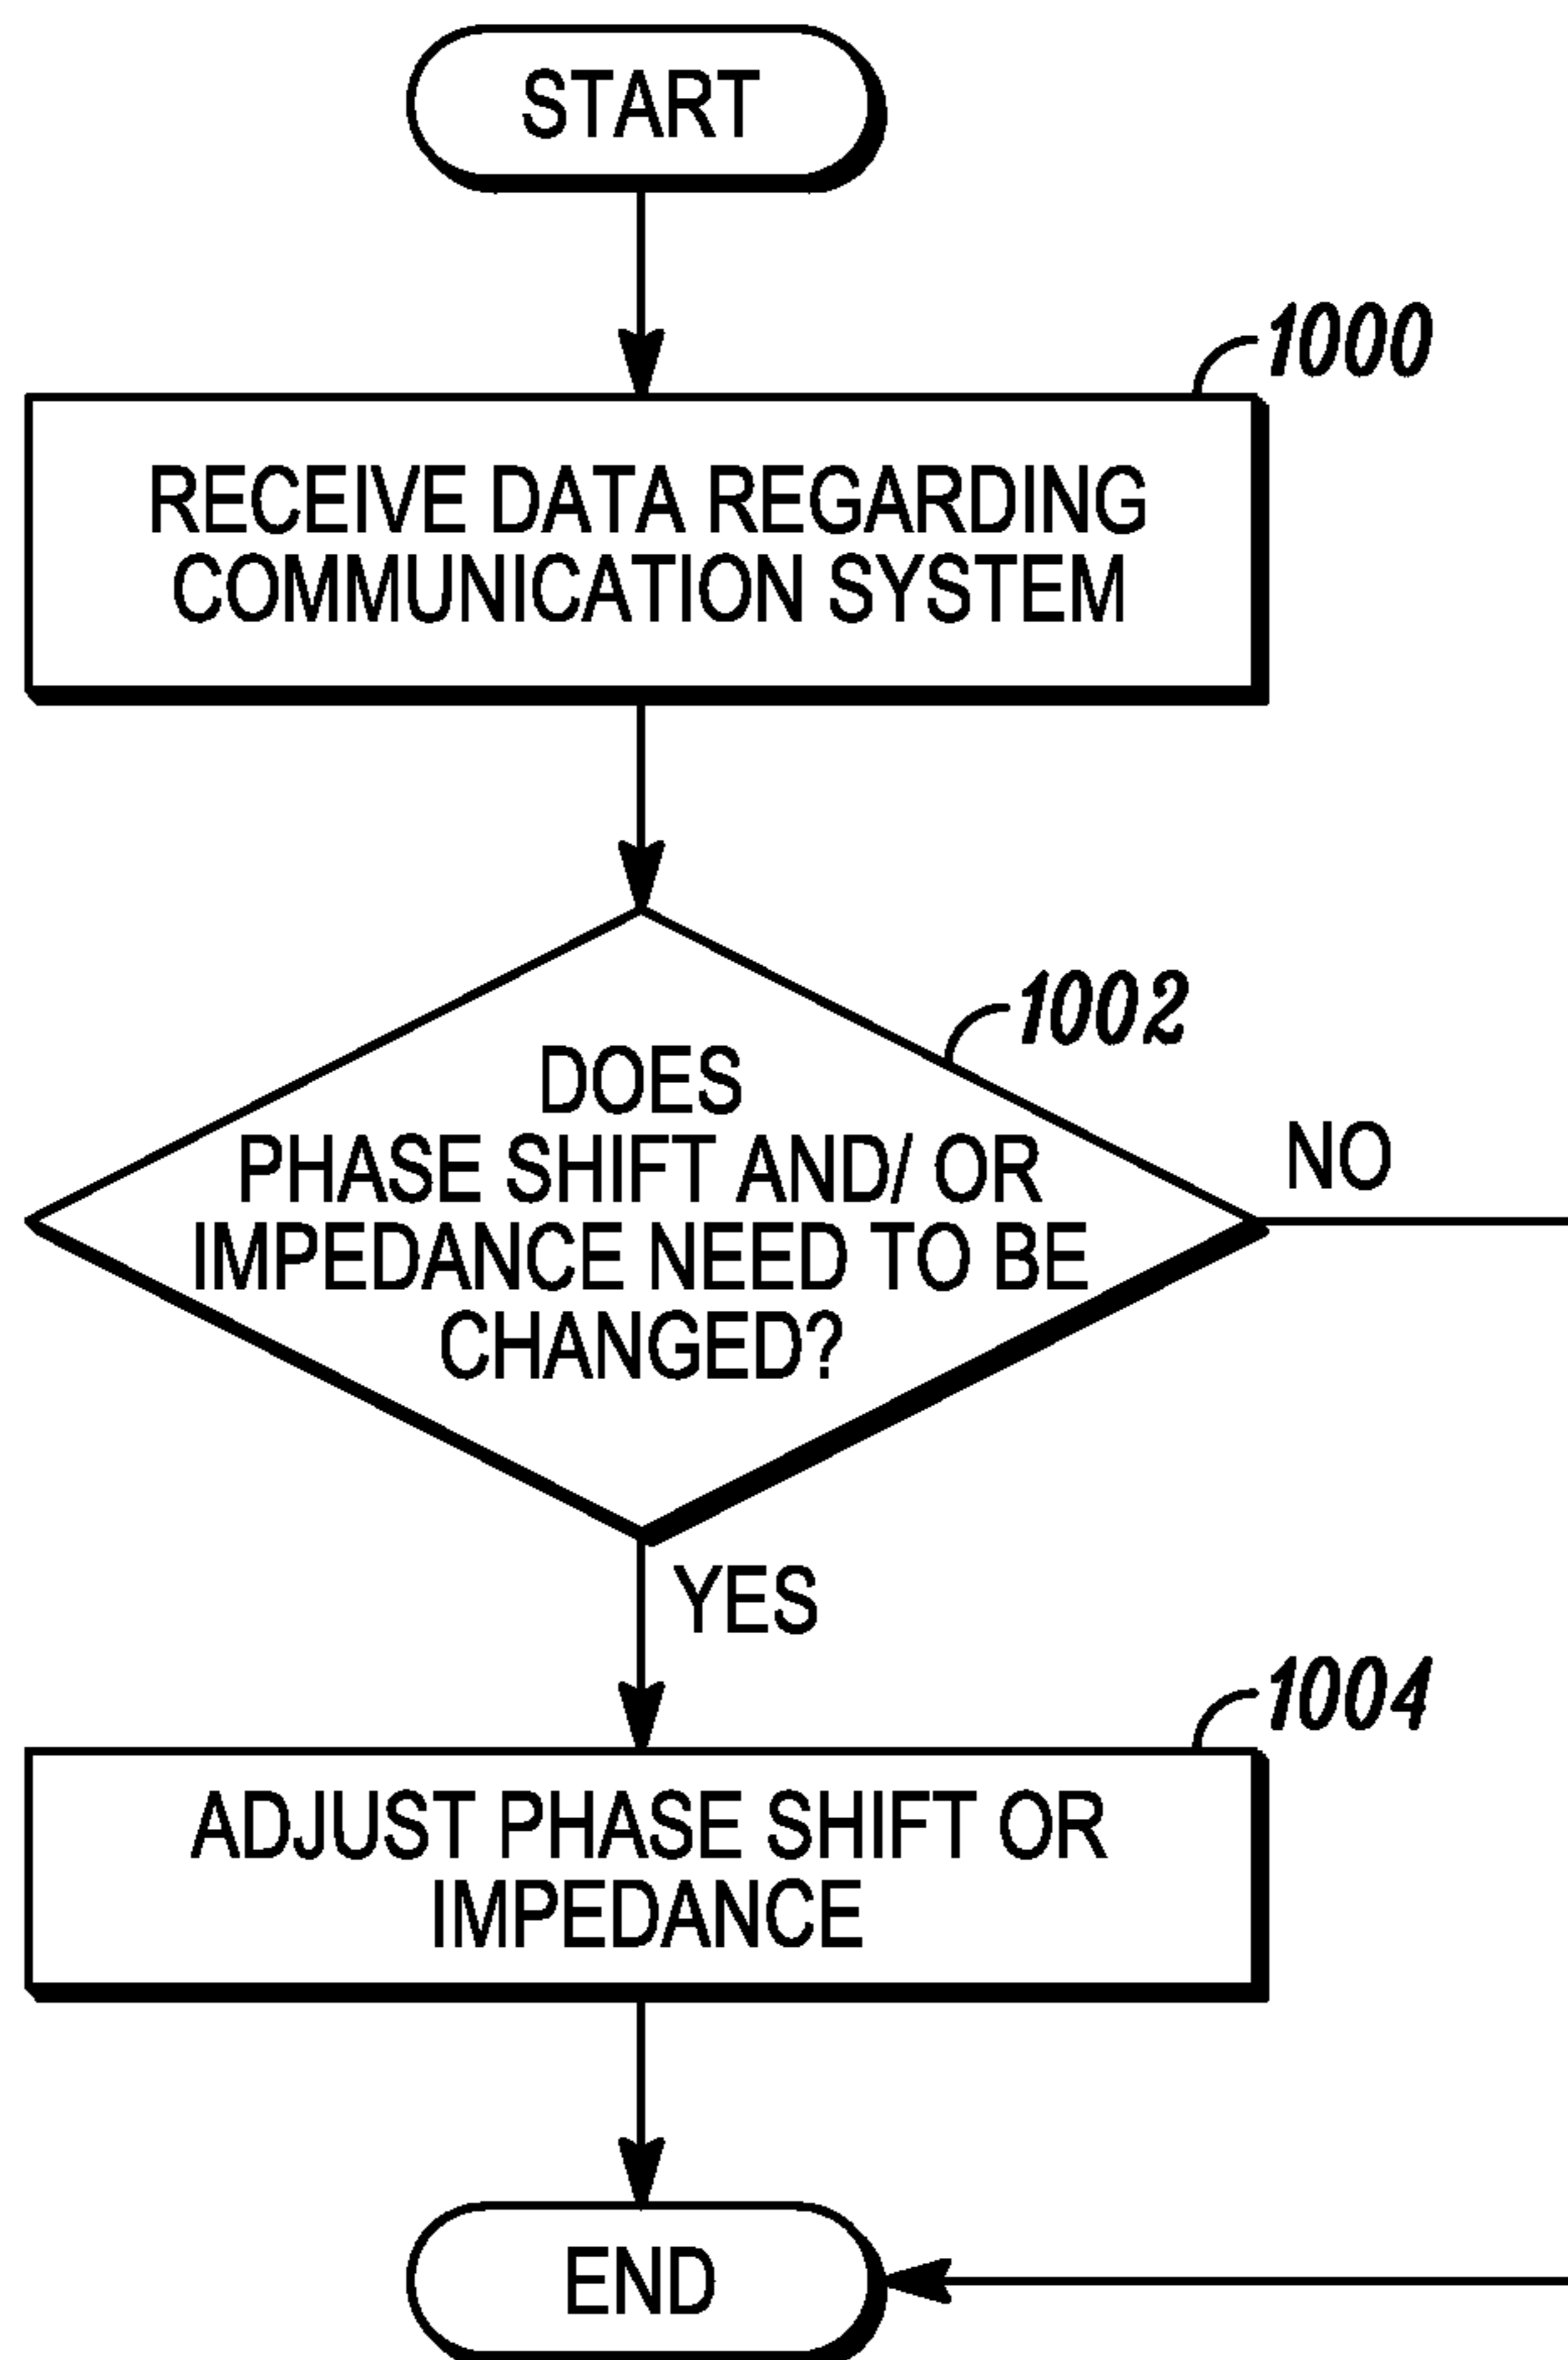 START
1000
RECEIVE DATA REGARDING
COMMUNICATION SYSTEM
1002
DOES
PHASE SHIFT AND/ OR
IMPEDANCE NEED TO BE
CHANGED?
NO
YES
1004
ADJUST PHASE SHIFT OR
IMPEDANCE
END